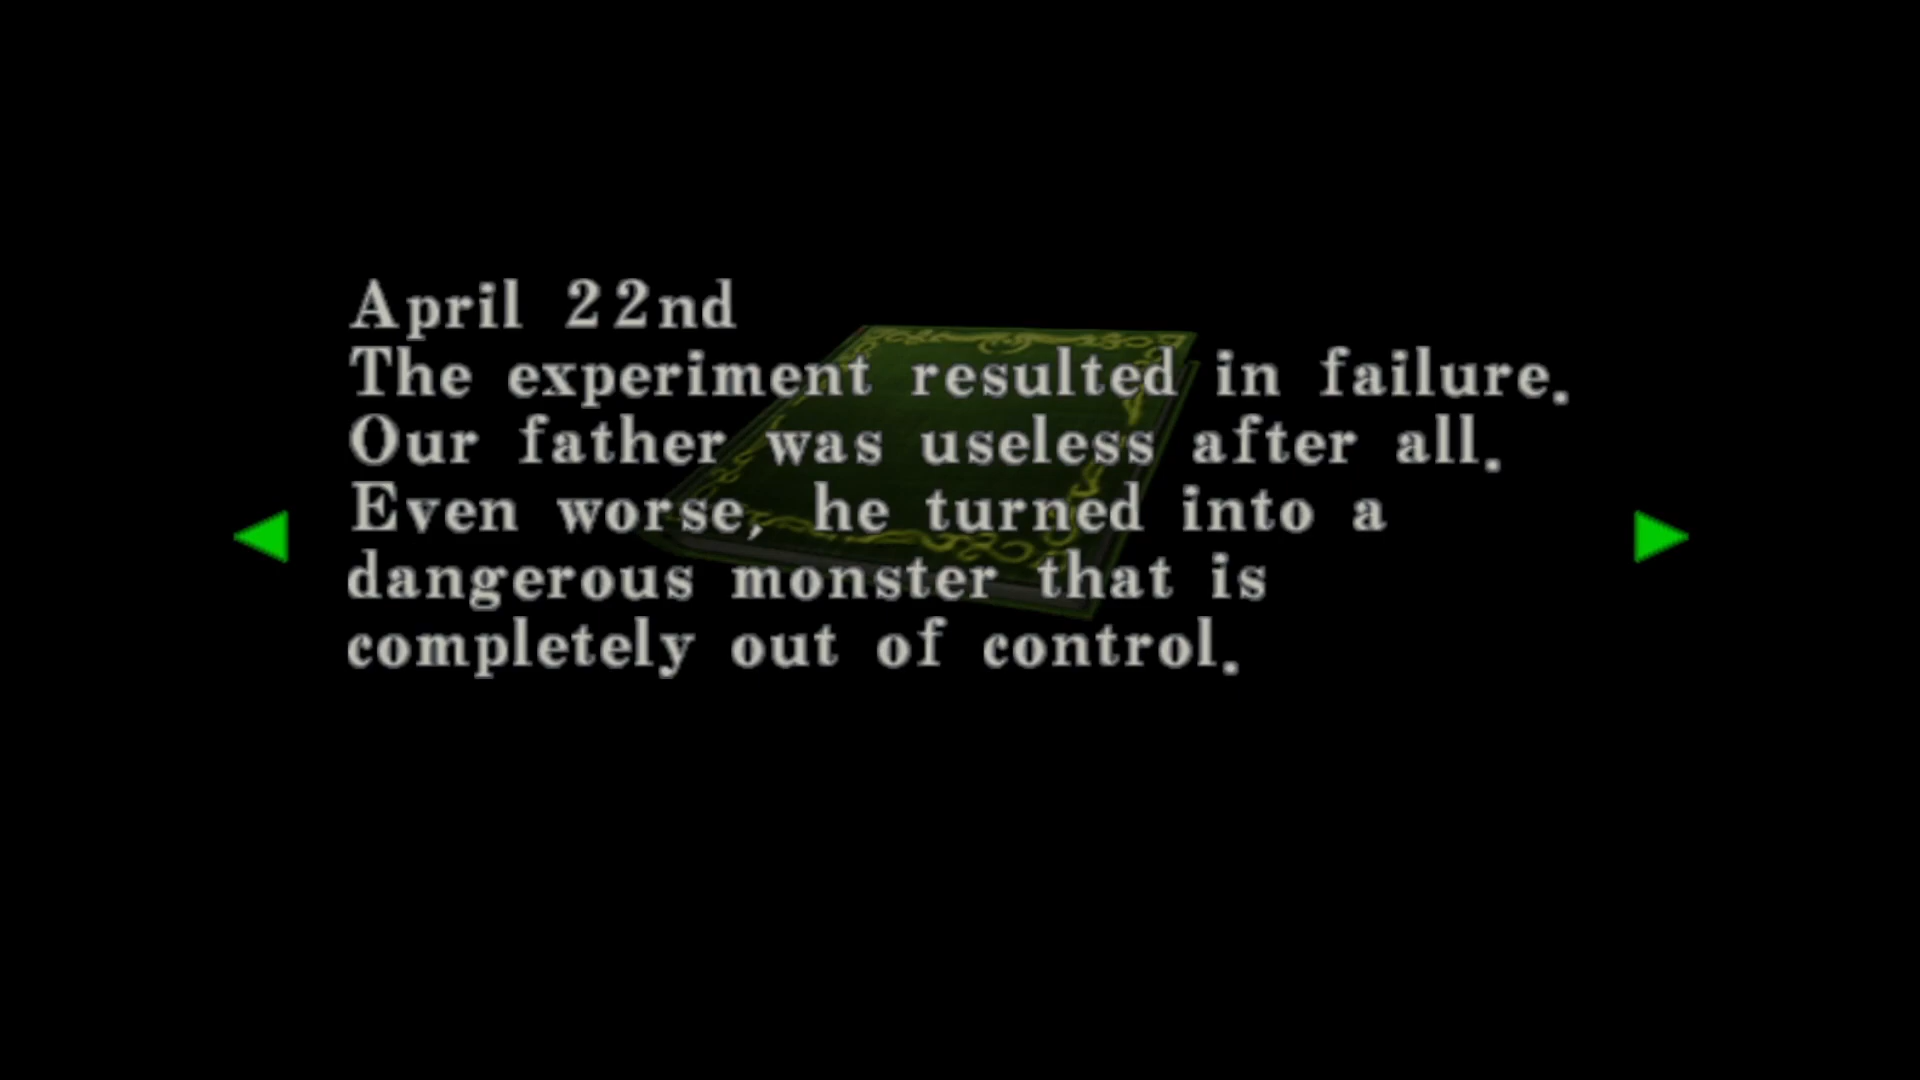 April 22nd
The experiment resulted in failure.
Our father was useless after all.
Even worse, he turned into a
dangerous monster that is
completely out of control.